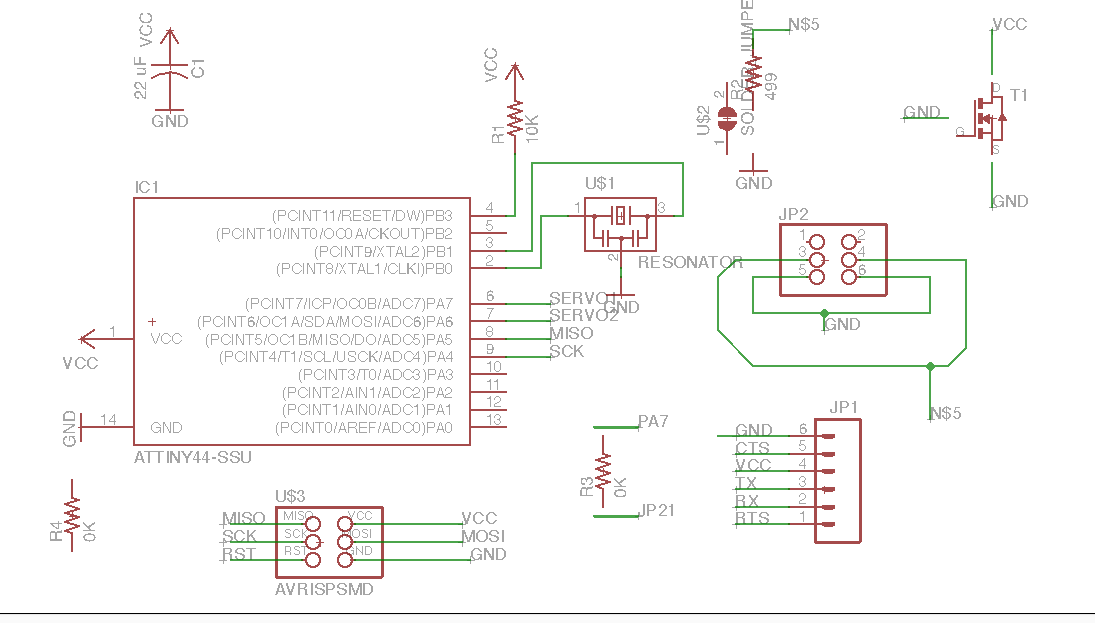 VCC
22 uF
C1
GND
VCC
R1
10K
N$5
R2
499
U$2
2
1
GND
VCC
D
T1
GND
G
S
GND
IC1
(PCINT11/RESET/DW)PB3 4
(PCINT10/INT0/OC0A/CKOUT)PB2 5
(PCINT9/XTAL2)PB1 3
(PCINT8/XTAL1/CLKI)PB0 2
(PCINT7/ICP/OC0B/ADC7)PA7 6 SERVO1
(PCINT6/OC1A/SDA/MOSI/ADC6)PA6 7 SERVO2
(PCINT5/OC1B/MISO/DO/ADC5)PA5 8 MISO
(PCINT4/T1/SCL/USCK/ADC4)PA4 9 SCK
(PCINT3/T0/ADC3)PA3 10
(PCINT2/AIN1/ADC2)PA2 11
(PCINT1/AIN0/ADC1)PA1 12
(PCINT0/AREF/ADC0)PA0 13
VCC 1 VCC
GND 14 GND
ATTINY44-SSU
U$1
1 3
2
RESONATOR
GND
JP2
1 2
3 4
5 6
GND
N$5
PA7
R3
0K
JP21
JP1
GND 6
CTS 5
VCC 4
TX 3
RX 2
RTS 1
R4
0K
U$3
MISO MISO VCC VCC
SCK SCK MOSI
RST RST GND GND
AVRISPSMD